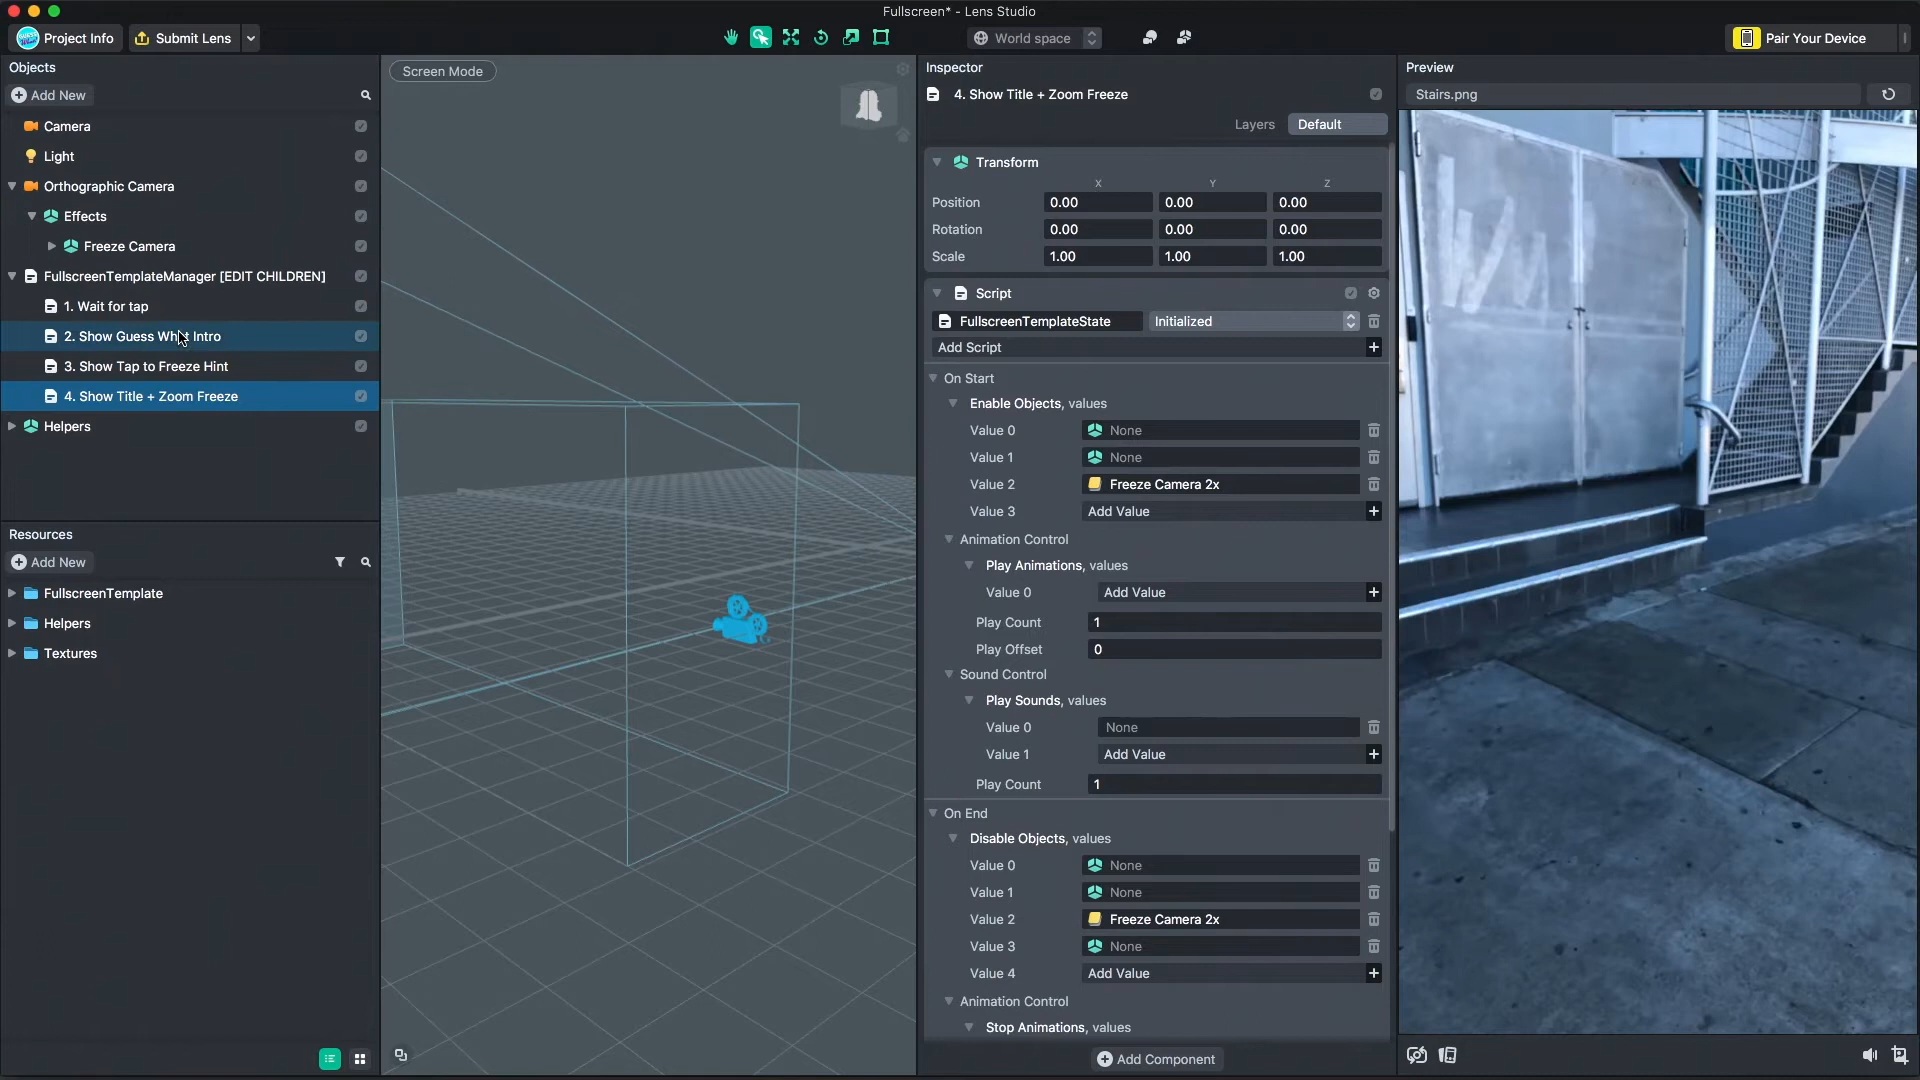 Fullscreen* - Lens Studio
Project Info
Submit Lens
World space
Pair Your Device
Objects
Add New
Camera
Light
Orthographic Camera
Effects
Freeze Camera
FullscreenTemplateManager [EDIT CHILDREN]
1. Wait for tap
2. Show Guess What Intro
3. Show Tap to Freeze Hint
4. Show Title + Zoom Freeze
Helpers
Resources
Add New
FullscreenTemplate
Helpers
Textures
Screen Mode
Inspector
4. Show Title + Zoom Freeze
Layers Default
Transform
X Y Z
Position 0.00 0.00 0.00
Rotation 0.00 0.00 0.00
Scale 1.00 1.00 1.00
Script
FullscreenTemplateState Initialized
Add Script
On Start
Enable Objects, values
Value 0 None
Value 1 None
Value 2 Freeze Camera 2x
Value 3 Add Value
Animation Control
Play Animations, values
Value 0 Add Value
Play Count 1
Play Offset 0
Sound Control
Play Sounds, values
Value 0 None
Value 1 Add Value
Play Count 1
On End
Disable Objects, values
Value 0 None
Value 1 None
Value 2 Freeze Camera 2x
Value 3 None
Value 4 Add Value
Animation Control
Stop Animations, values
Add Component
Preview
Stairs.png